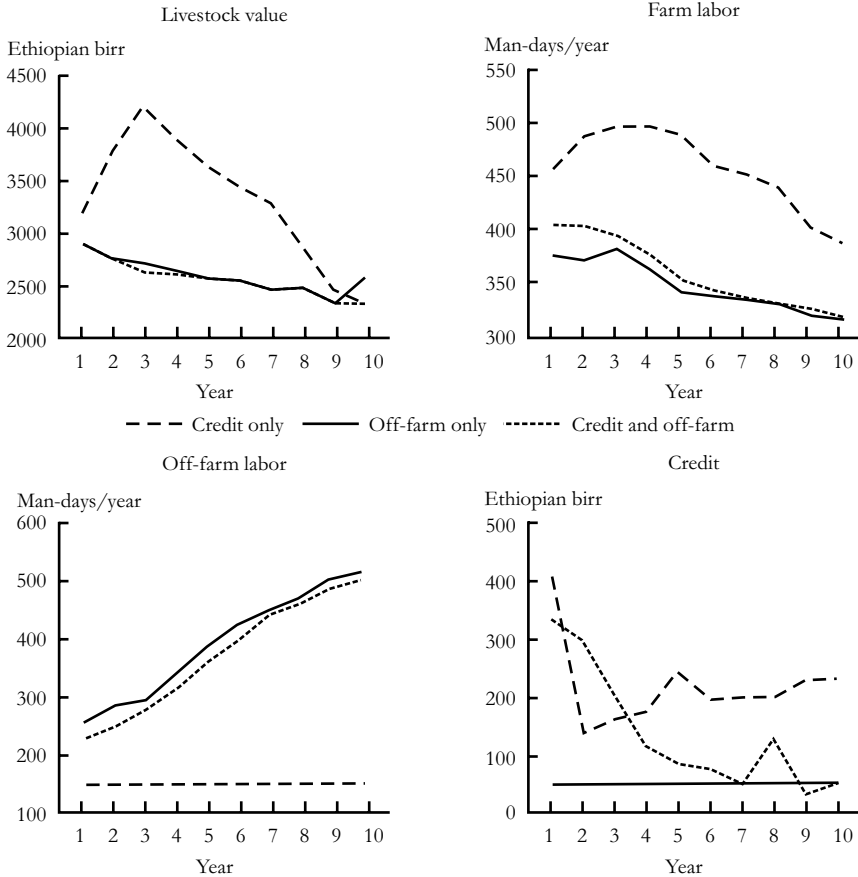 Livestock value
Ethiopian birr
4500
4000
3500
3000
2500
2000
1 2 3 4 5 6 7 8 9 10
Year
Farm labor
Man-days/year
550
500
450
400
350
300
1 2 3 4 5 6 7 8 9 10
Year
Credit only Off-farm only Credit and off-farm
Off-farm labor
Man-days/year
600
500
400
300
200
100
1 2 3 4 5 6 7 8 9 10
Year
Credit
Ethiopian birr
500
400
300
200
100
0
1 2 3 4 5 6 7 8 9 10
Year